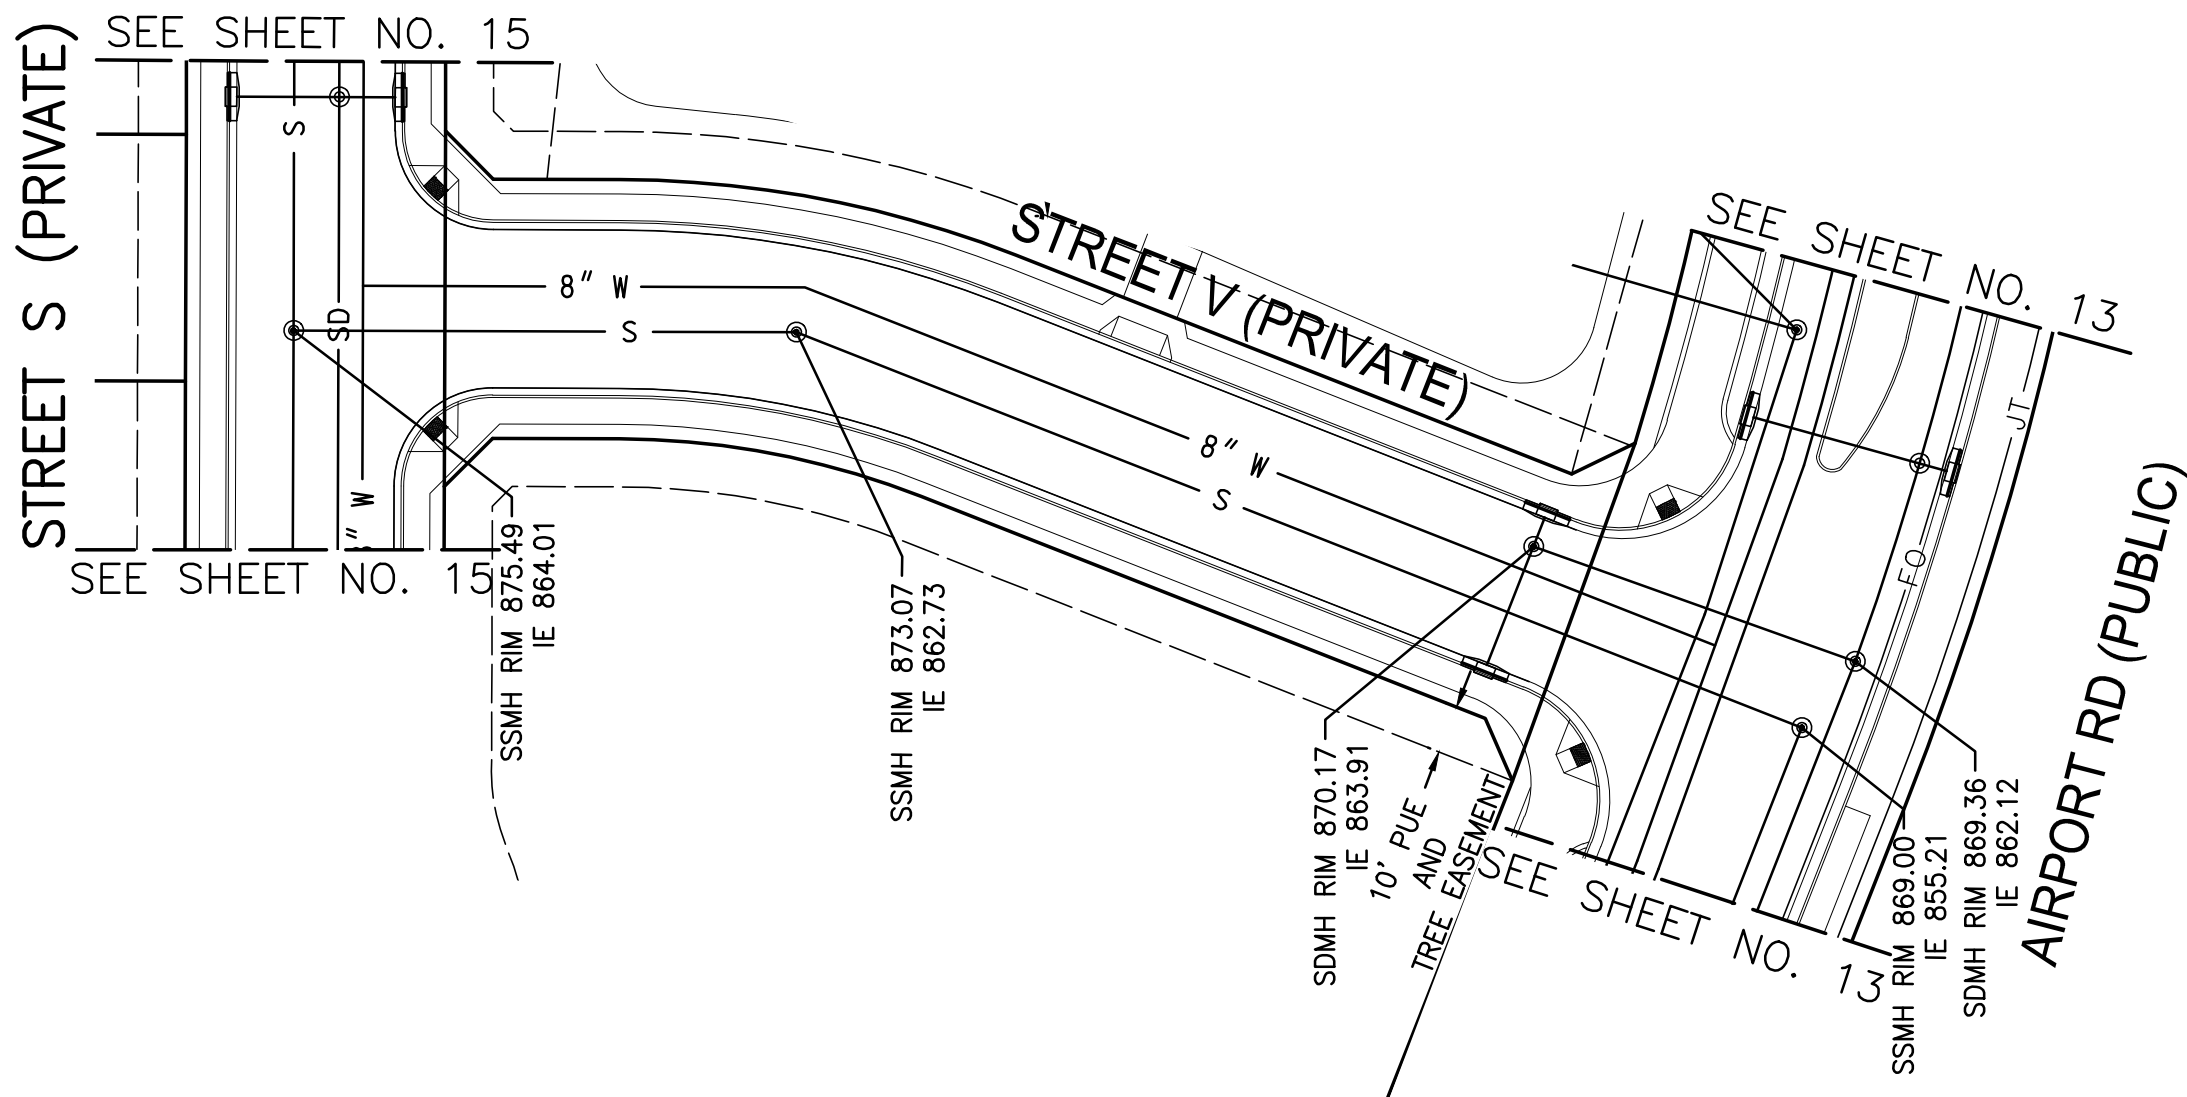 SEE SHEET NO. 15
STREET S (PRIVATE)
S
SD
8" W
S
" W
SEE SHEET NO. 15
SSMH RIM 875.49
IE 864.01
SSMH RIM 873.07
IE 862.73
STREET V (PRIVATE)
8" W
S
SEE SHEET NO. 13
JT
FO
AIRPORT RD (PUBLIC)
SDMH RIM 870.17
IE 863.91
10' PUE
AND
TREE EASEMENT
SEE SHEET NO. 13
SSMH RIM 869.00
IE 855.21
SDMH RIM 869.36
IE 862.12